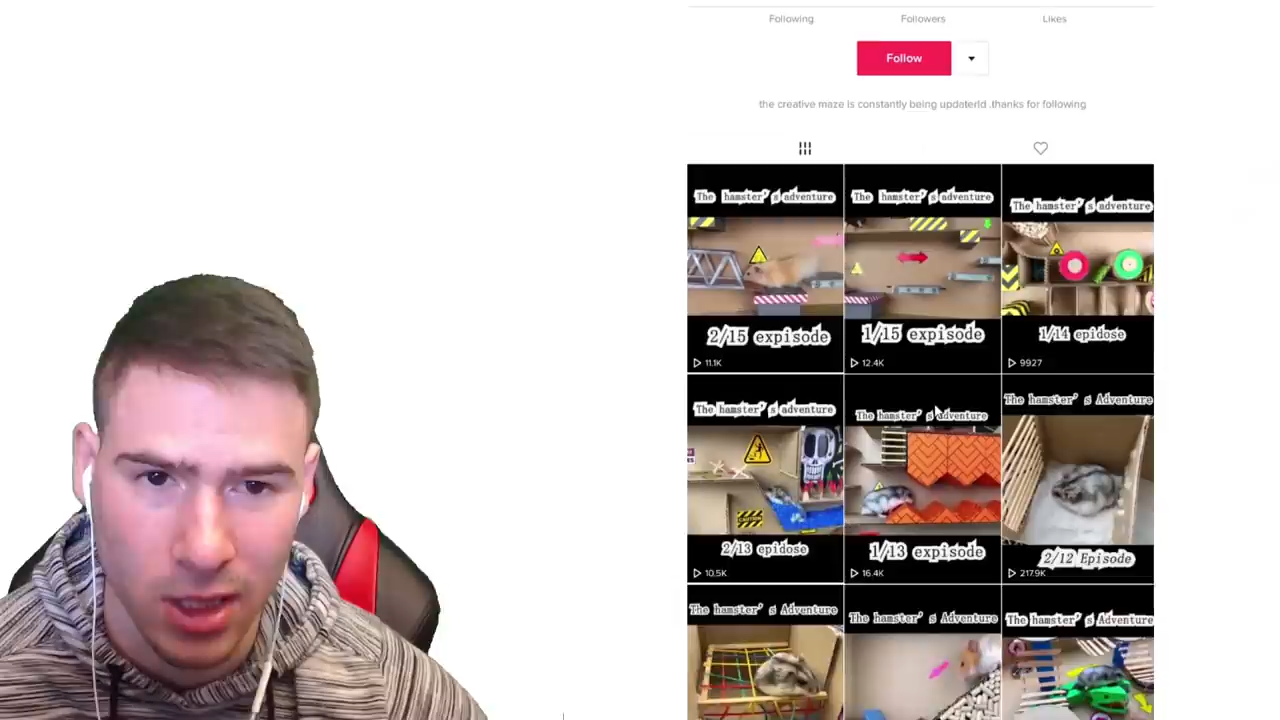 Following Followers Likes
Follow
the creative maze is constantly being updaterld .thanks for following
The hamster's adventure
The hamster's adventure
The hamster's adventure
2/15 expisode
1/15 expisode
1/14 epidose
11.1K
12.4K
9927
The hamster's adventure
The hamster's Adventure
The hamster's Adventure
CAUTION
2/13 epidose
1/13 expisode
2/12 Episode
10.5K
16.4K
217.9K
The hamster's Adventure
The hamster's Adventure
The hamster's Adventure